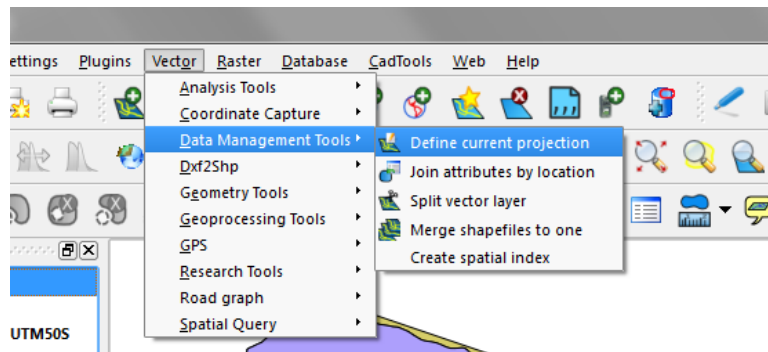 ettings Plugins Vector Raster Database CadTools Web Help
Analysis Tools
Coordinate Capture
Data Management Tools
Define current projection
Dxf2Shp
Join attributes by location
Geometry Tools
Split vector layer
Geoprocessing Tools
Merge shapefiles to one
GPS
Create spatial index
Research Tools
Road graph
Spatial Query
UTM50S